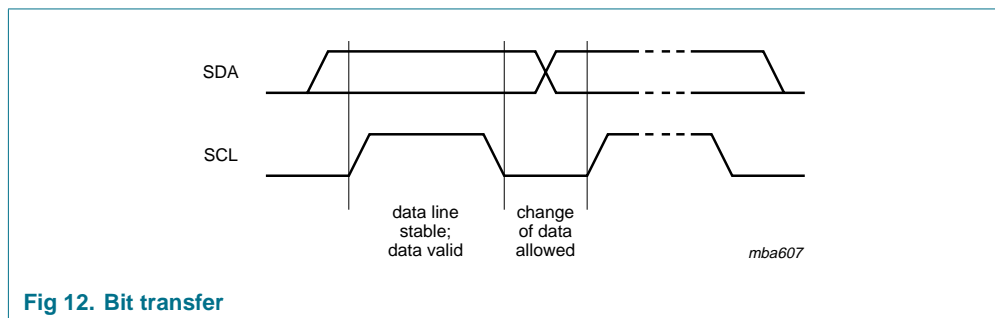 SDA
SCL
data line
stable;
data valid
change
of data
allowed
mba607
Fig 12. Bit transfer